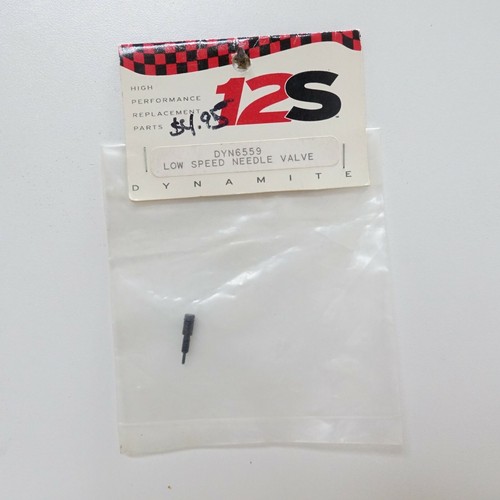 HIGH
PERFORMANCE
REPLACEMENT
PARTS
12S
$4.95
DYN6559
LOW SPEED NEEDLE VALVE
DYNAMITE